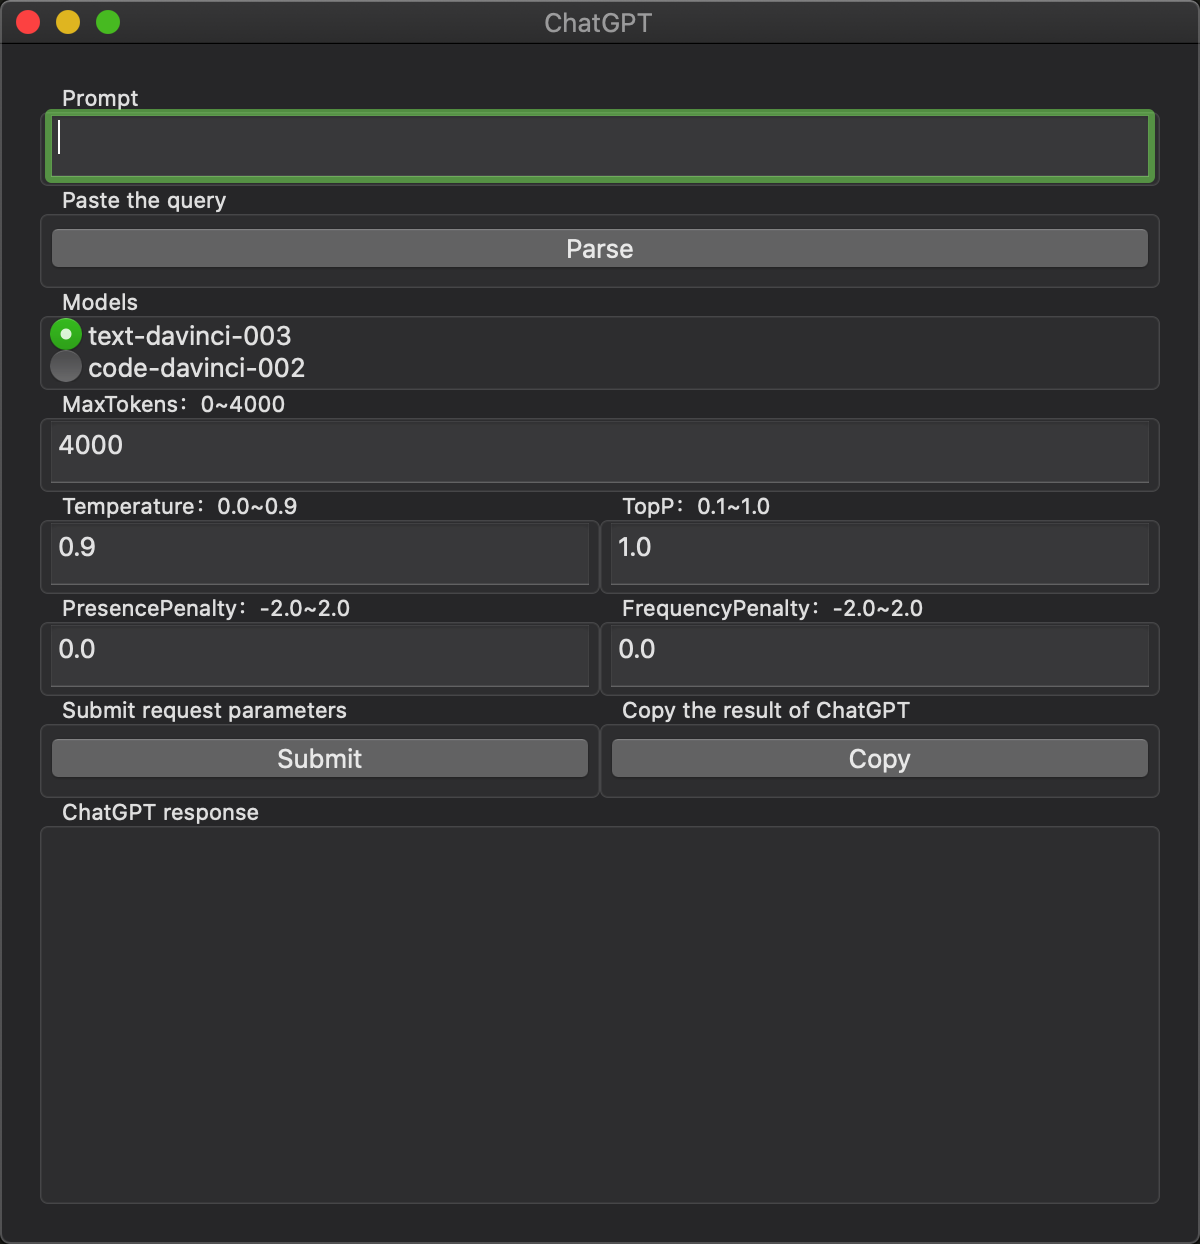 ChatGPT
Prompt
Paste the query
Parse
Models
text-davinci-003
code-davinci-002
MaxTokens：0~4000
4000
Temperature：0.0~0.9
TopP：0.1~1.0
0.9
1.0
PresencePenalty：-2.0~2.0
FrequencyPenalty：-2.0~2.0
0.0
0.0
Submit request parameters
Copy the result of ChatGPT
Submit
Copy
ChatGPT response